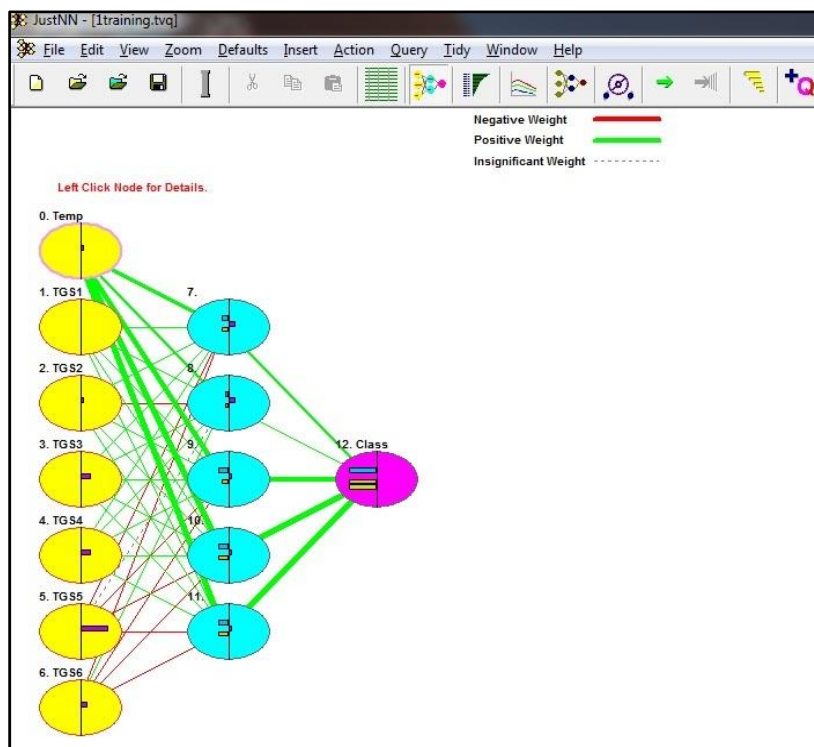 JustNN - [1training.tvq]
File Edit View Zoom Defaults Insert Action Query Tidy Window Help
+Q
Negative Weight
Positive Weight
Insignificant Weight
Left Click Node for Details.
0. Temp
1. TGS1
7.
2. TGS2
8.
12. Class
3. TGS3
9.
4. TGS4
10.
5. TGS5
11.
6. TGS6